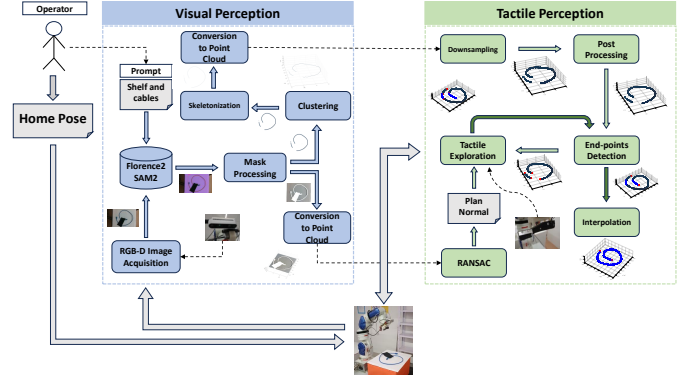 Operator
Visual Perception
Tactile Perception
Conversion
to Point
Cloud
Downsampling
Post
Processing
Prompt
Shelf and
cables
Skeletonization
Clustering
Home Pose
Tactile
Exploration
End-points
Detection
Florence2
SAM2
Mask
Processing
Plan
Normal
Interpolation
Conversion
to Point
Cloud
RGB-D Image
Acquisition
RANSAC